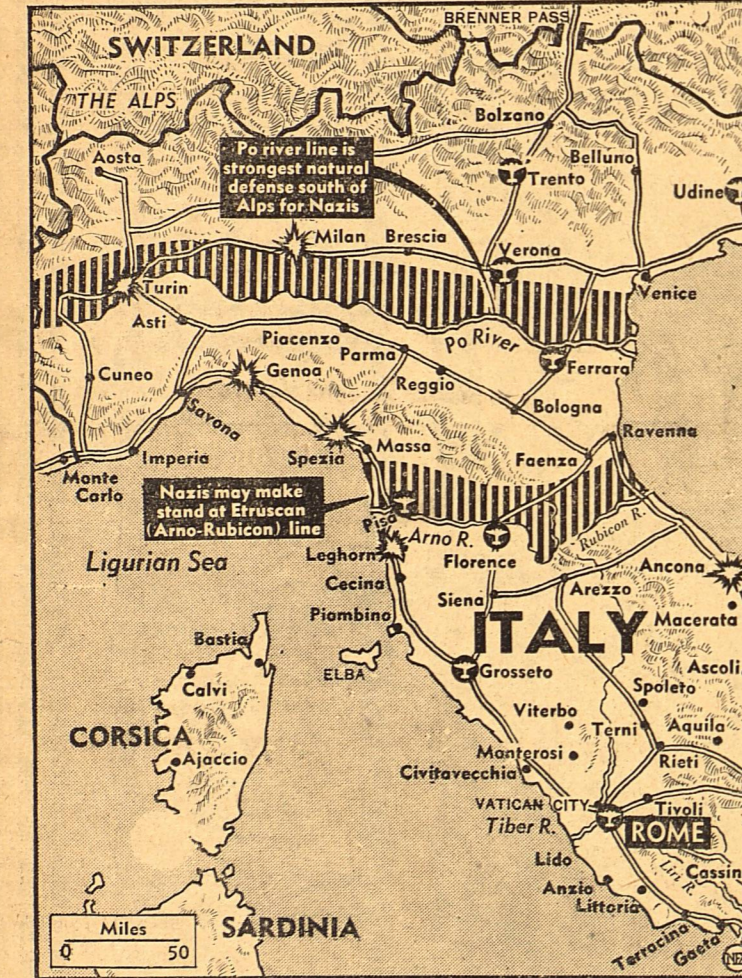 BRENNER PASS
SWITZERLAND
THE ALPS
Bolzano
Aosta
Po river line is
strongest natural
defense south of
Alps for Nazis
Belluno
Trento
Udine
Milan
Brescia
Verona
Turin
Venice
Asti
Piacenzo
Po River
Parma
Ferrara
Cuneo
Genoa
Reggio
Savona
Bologna
Ravenna
Imperia
Spezia
Massa
Faenza
Monte
Carlo
Nazis may make
stand at Etruscan
(Arno-Rubicon) line
Pisa
Arno R.
Rubicon R.
Ligurian Sea
Leghorn
Florence
Ancona
Cecina
Siena
Arezzo
Piombino
ITALY
Macerata
Bastia
ELBA
Grosseto
Ascoli
Calvi
Spoleto
Viterbo
Terni
Aquila
CORSICA
Monterosi
Rieti
Ajaccio
Civitavecchia
VATICAN CITY
Tivoli
Tiber R.
ROME
Lido
Liri R.
Cassin
Anzio
Littoria
Miles
0 50
SARDINIA
Terracina
Gaeta